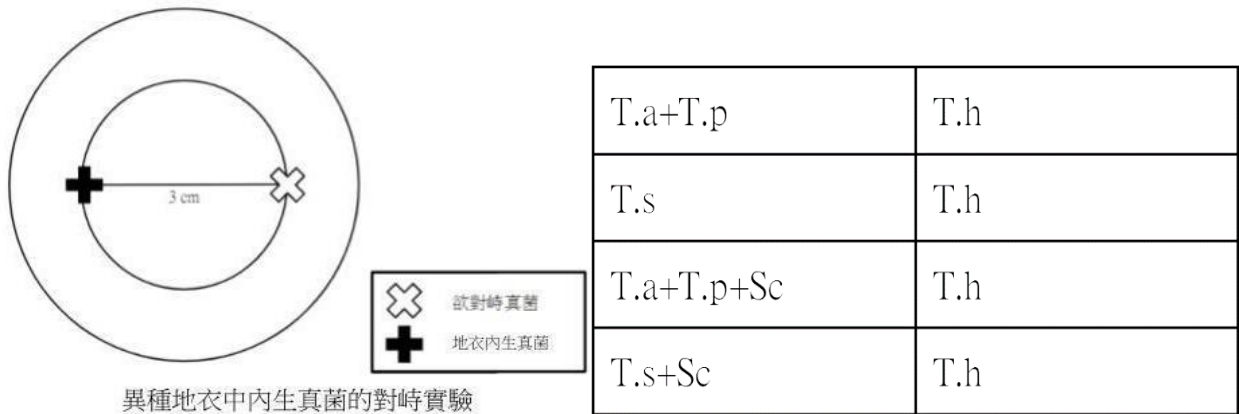 3 cm
欲對峙真菌
地衣內生真菌
異種地衣中內生真菌的對峙實驗
T.a+T.p T.h
T.s T.h
T.a+T.p+Sc T.h
T.s+Sc T.h